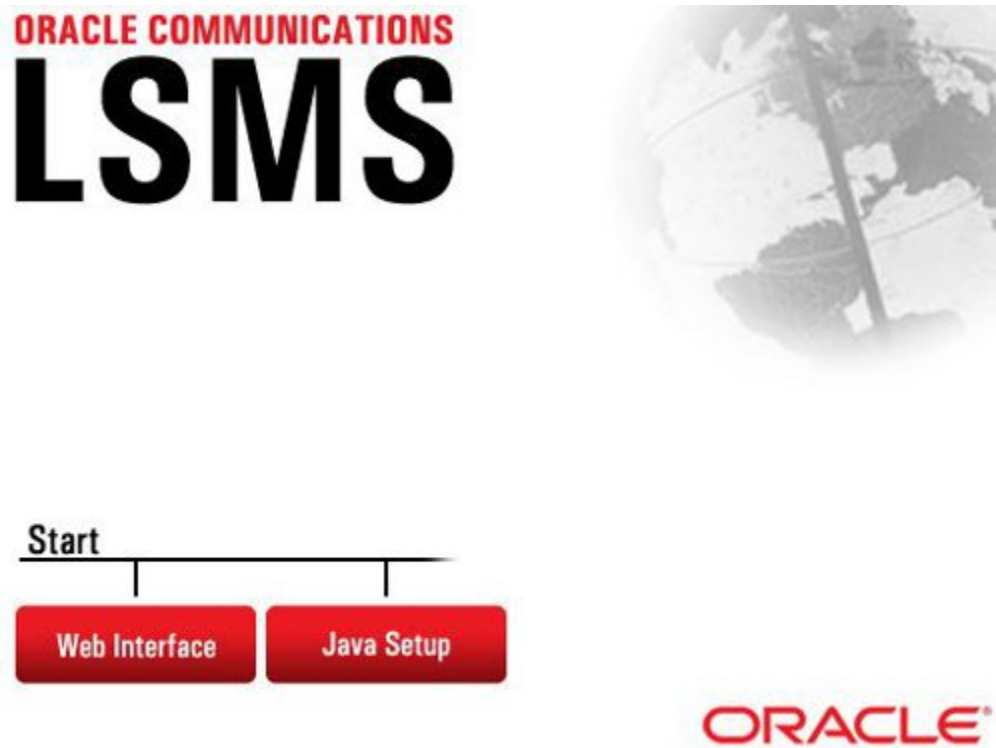 ORACLE COMMUNICATIONS
LSMS
Start
Web Interface
Java Setup
ORACLE®